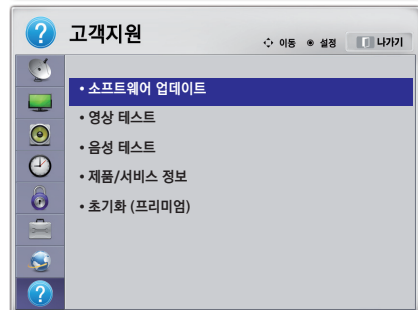 고객지원
이동 설정 나가기
• 소프트웨어 업데이트
• 영상 테스트
• 음성 테스트
• 제품/서비스 정보
• 초기화 (프리미엄)